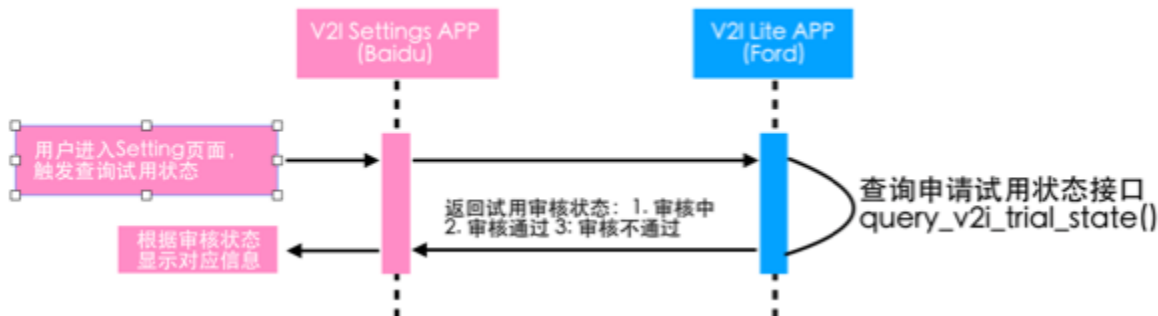 V2I Settings APP
(Baidu)
V2I Lite APP
(Ford)
用户进入Setting页面，
触发查询试用状态
查询申请试用状态接口
query_v2i_trial_state()
返回试用审核状态：1. 审核中
2. 审核通过 3: 审核不通过
根据审核状态
显示对应信息